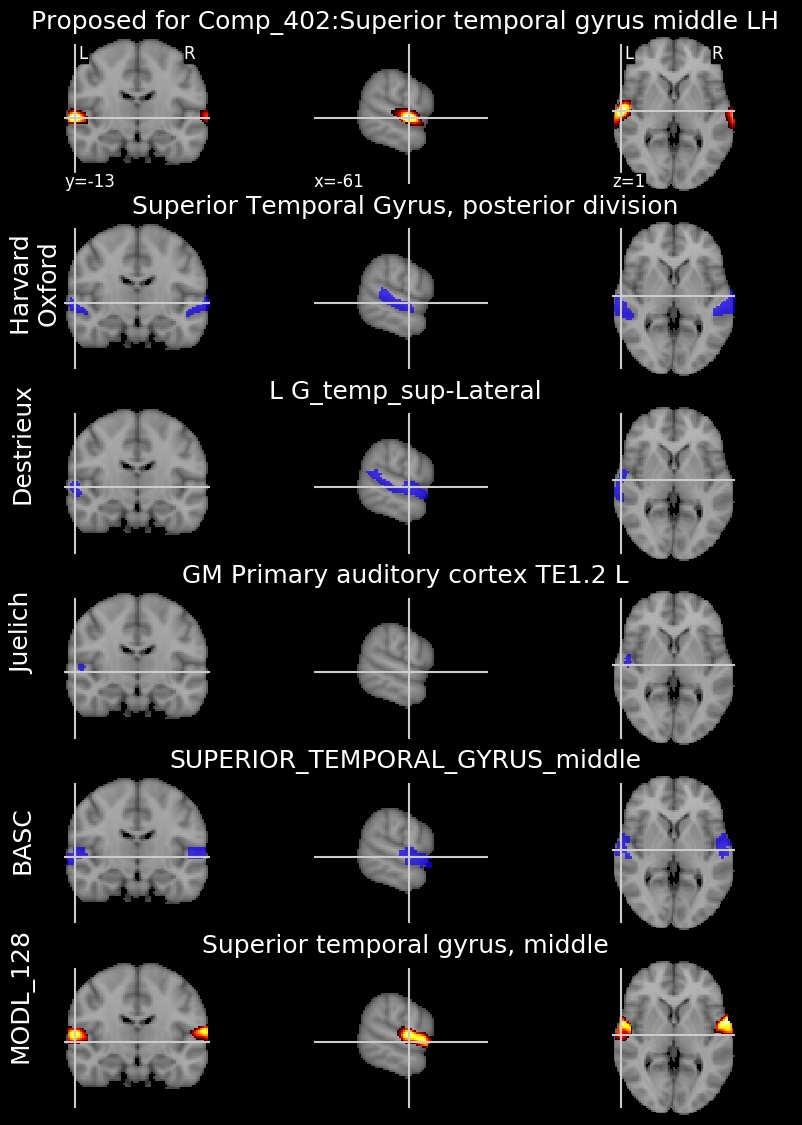 Proposed for Comp_402:Superior temporal gyrus middle LH
L R L R
y=-13 x=-61 z=1
Superior Temporal Gyrus, posterior division
Harvard
Oxford
L G_temp_sup-Lateral
Destrieux
GM Primary auditory cortex TE1.2 L
Juelich
SUPERIOR_TEMPORAL_GYRUS_middle
BASC
Superior temporal gyrus, middle
MODL_128